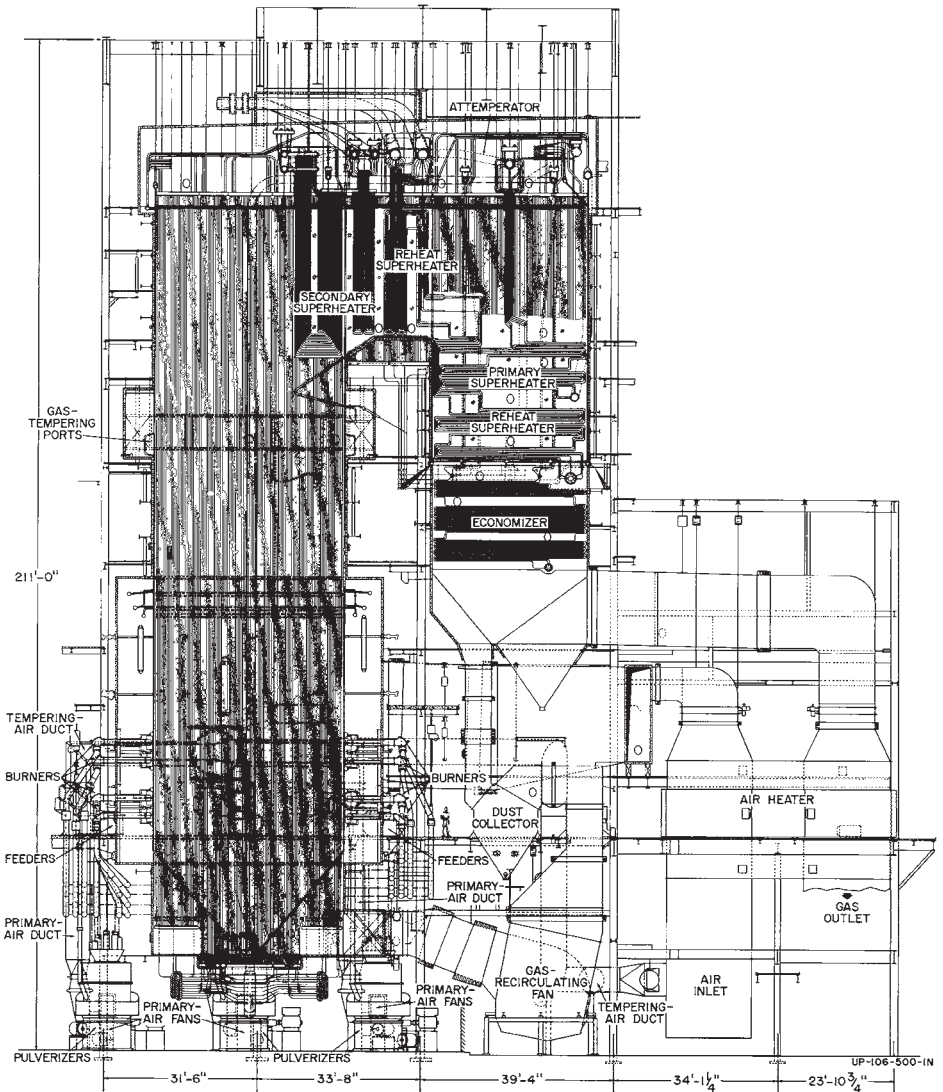 ATTEMPERATOR
REHEAT
SUPERHEATER
SECONDARY
SUPERHEATER
PRIMARY
SUPERHEATER
GAS-
TEMPERING
PORTS
REHEAT
SUPERHEATER
ECONOMIZER
211'-0"
TEMPERING-
AIR DUCT
BURNERS
BURNERS
AIR HEATER
DUST
COLLECTOR
FEEDERS
FEEDERS
PRIMARY-
AIR DUCT
GAS
OUTLET
PRIMARY-
AIR DUCT
GAS-
RECIRCULATING
FAN
AIR
INLET
PRIMARY-
AIR FANS
PRIMARY-
AIR FANS
TEMPERING-
AIR DUCT
PULVERIZERS
PULVERIZERS
UP-106-500-IN
31'-6"
33'-8"
39'-4"
34'-1¼"
23'-10¾"